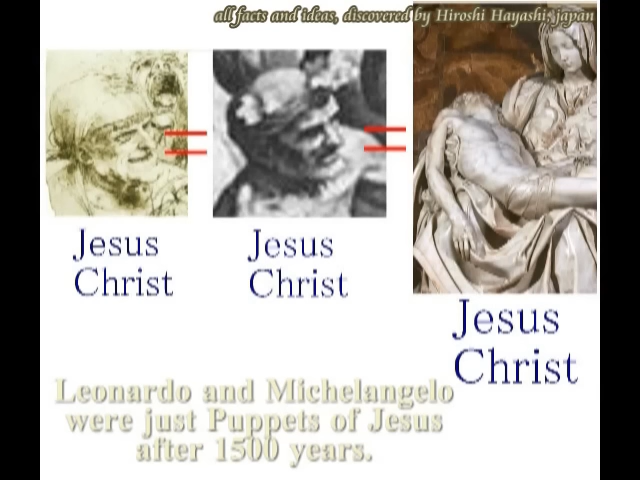 all facts and ideas, discovered by Hiroshi Hayashi, japan
Jesus
Christ
Jesus
Christ
Jesus
Christ
Leonardo and Michelangelo
were just Puppets of Jesus
after 1500 years.